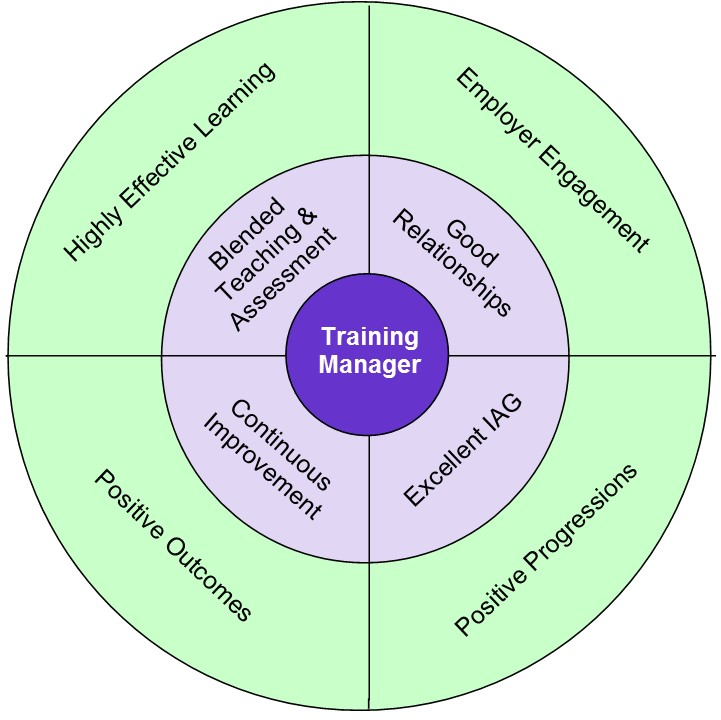 Highly Effective Learning
Employer Engagement
Blended
Teaching &
Assessment
Good
Relationships
Training
Manager
Continuous
Improvement
Excellent IAG
Positive Outcomes
Positive Progressions